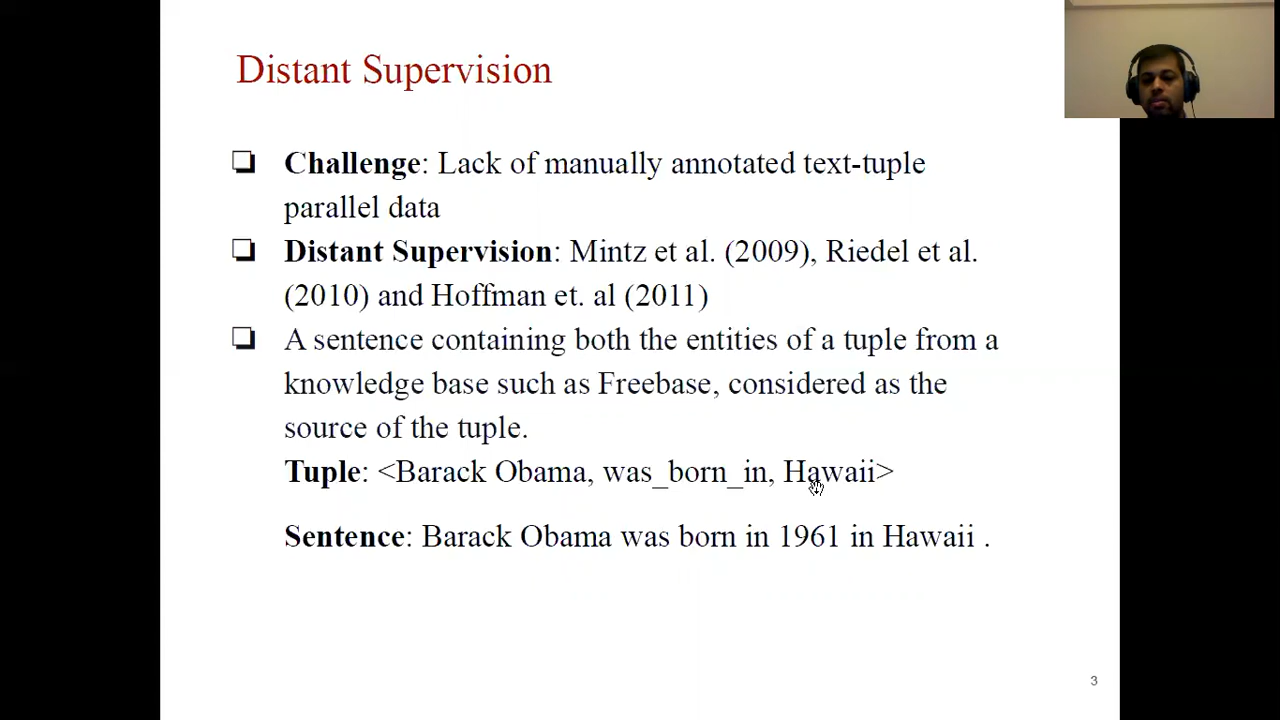 Distant Supervision
Challenge: Lack of manually annotated text-tuple
parallel data
Distant Supervision: Mintz et al. (2009), Riedel et al.
(2010) and Hoffman et. al (2011)
A sentence containing both the entities of a tuple from a
knowledge base such as Freebase, considered as the
source of the tuple.
Tuple: <Barack Obama, was_born_in, Hawaii>
Sentence: Barack Obama was born in 1961 in Hawaii .
3